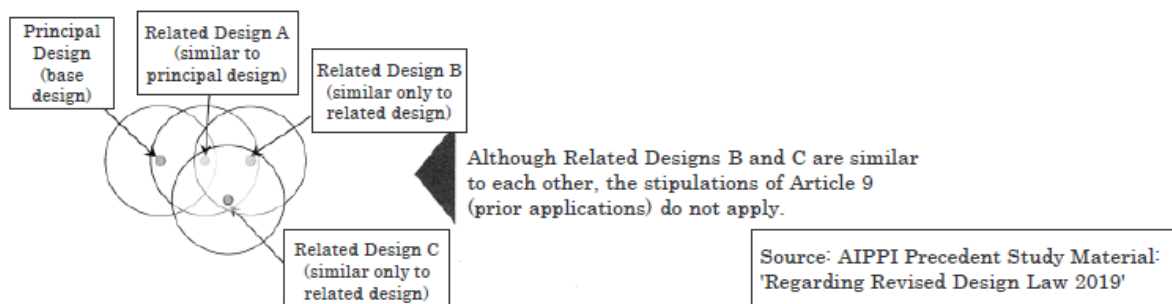 Principal
Design
(base
design)
Related Design A
(similar to
principal design)
Related Design B
(similar only to
related design)
Although Related Designs B and C are similar
to each other, the stipulations of Article 9
(prior applications) do not apply.
Related Design C
(similar only to
related design)
Source: AIPPI Precedent Study Material:
'Regarding Revised Design Law 2019'